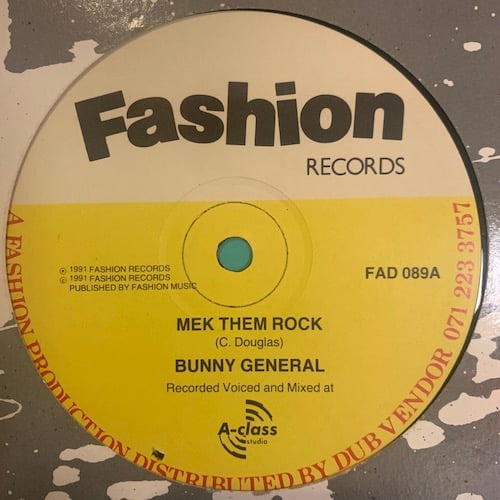 Fashion
RECORDS
℗ 1991 FASHION RECORDS
© 1991 FASHION RECORDS
PUBLISHED BY FASHION MUSIC
FAD 089A
MEK THEM ROCK
(C. Douglas)
BUNNY GENERAL
Recorded Voiced and Mixed at
A-class
studio
A FASHION PRODUCTION DISTRIBUTED BY DUB VENDOR 071 223 3757